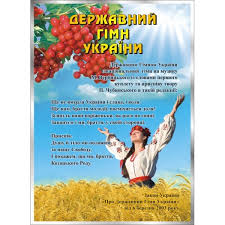 ДЕРЖАВНИЙ
ГІМН
УКРАЇНИ
Державним Гімном України
є національний гімн на музику
М. Вербицького із словами першого
куплету та приспіву твору
П. Чубинського в такій редакції:
Ще не вмерла України і слава, і воля,
Ще нам, браття молодії, усміхнеться доля.
Згинуть наші воріженьки, як роса на сонці,
Запануєм і ми, браття, у своїй сторонці.
Приспів:
Душу й тіло ми положим
за нашу свободу,
І покажем, що ми, браття,
козацького роду.
Закон України
«Про Державний Гімн України»
від 6 березня 2003 року